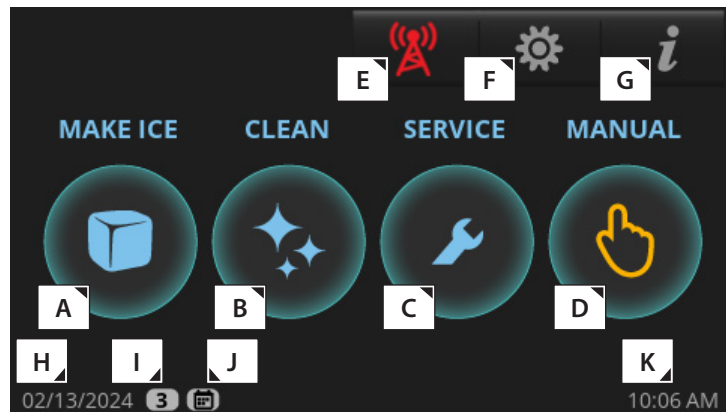 E F G
MAKE ICE CLEAN SERVICE MANUAL
A B C D
H I J K
02/13/2024 3 10:06 AM